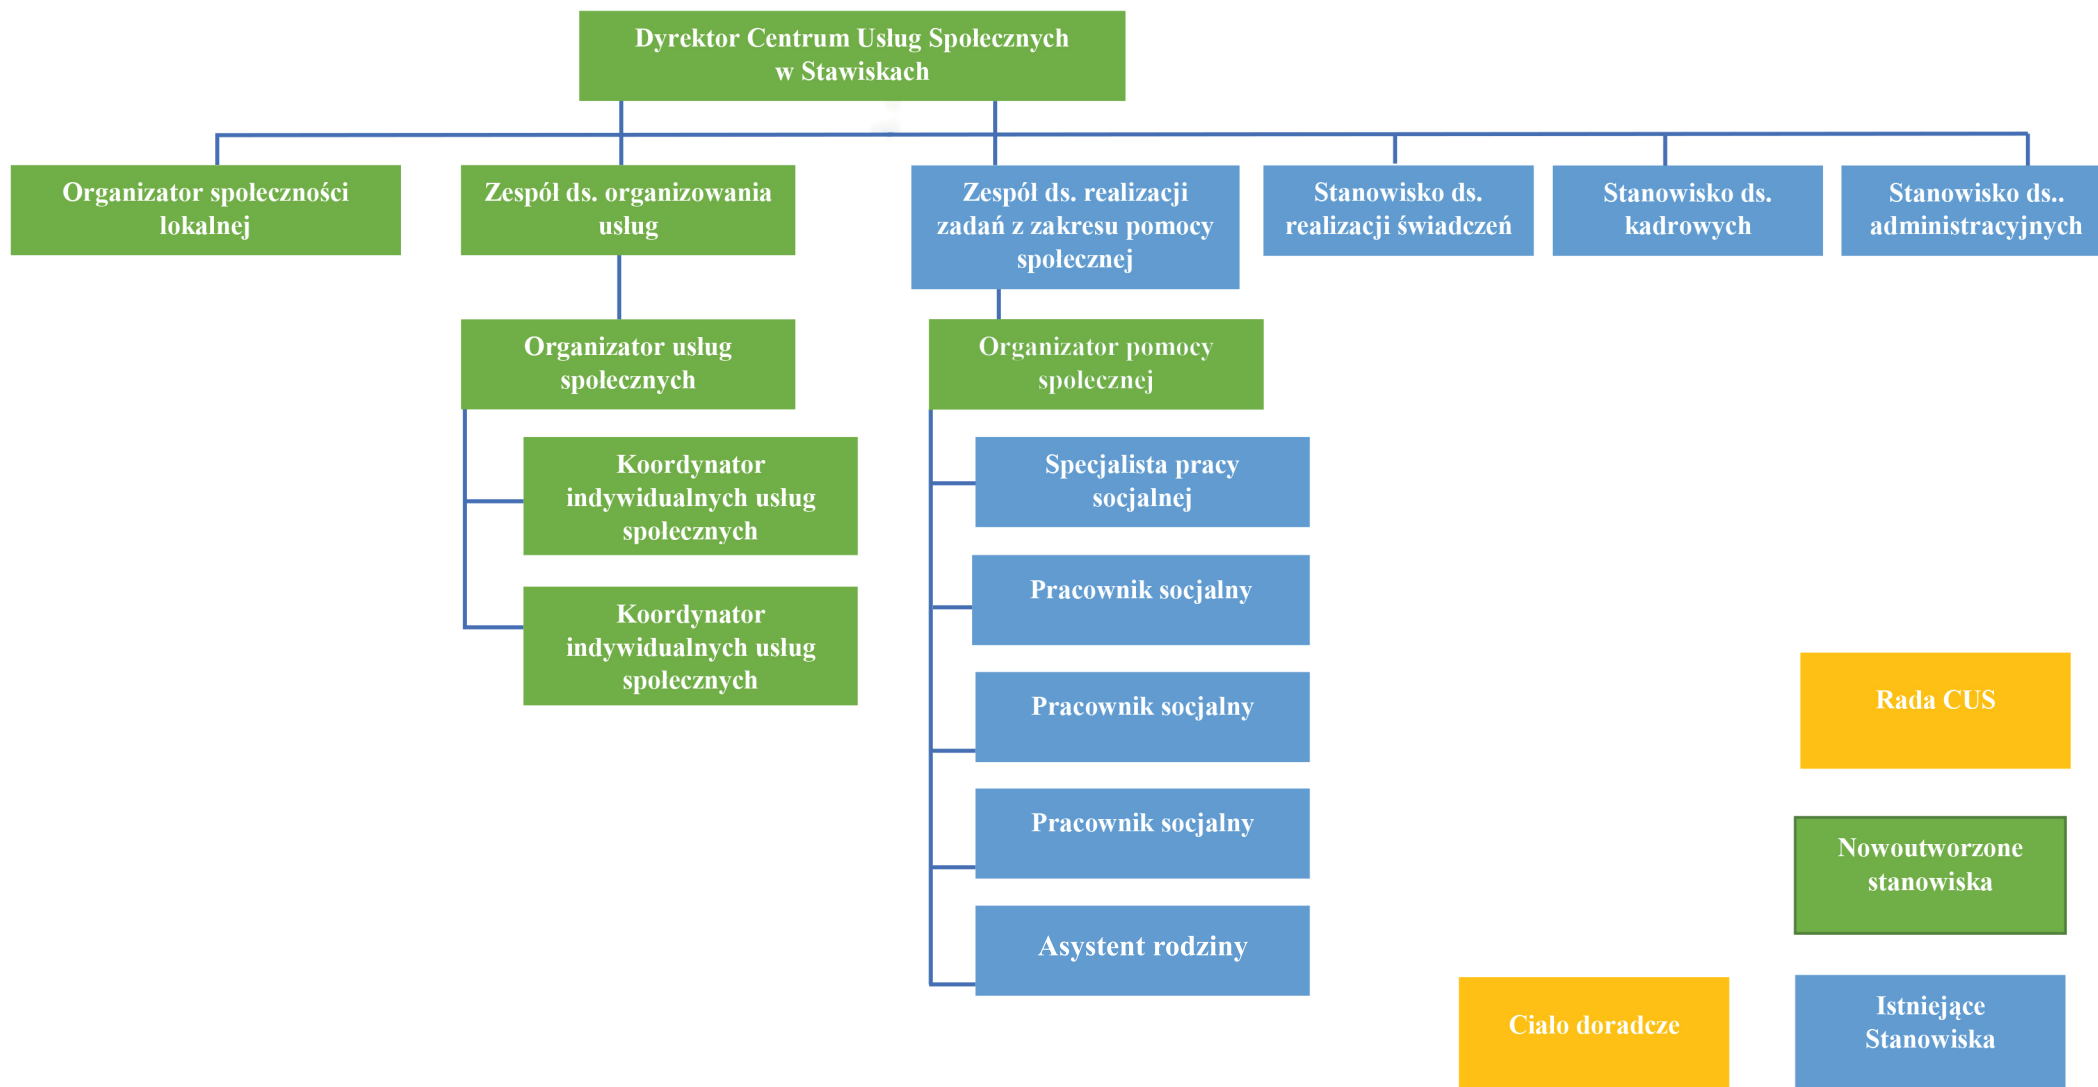 Dyrektor Centrum Usług Społecznych
w Stawiskach
Organizator społeczności
lokalnej
Zespól ds. organizowania
usług
Zespól ds. realizacji
zadań z zakresu pomocy
społecznej
Stanowisko ds.
realizacji świadczeń
Stanowisko ds.
kadrowych
Stanowisko ds..
administracyjnych
Organizator usług
społecznych
Organizator pomocy
społecznej
Koordynator
indywidualnych usług
społecznych
Koordynator
indywidualnych usług
społecznych
Specjalista pracy
socjalnej
Pracownik socjalny
Pracownik socjalny
Pracownik socjalny
Asystent rodziny
Rada CUS
Nowoutworzone
stanowiska
Ciało doradcze
Istniejące
Stanowiska